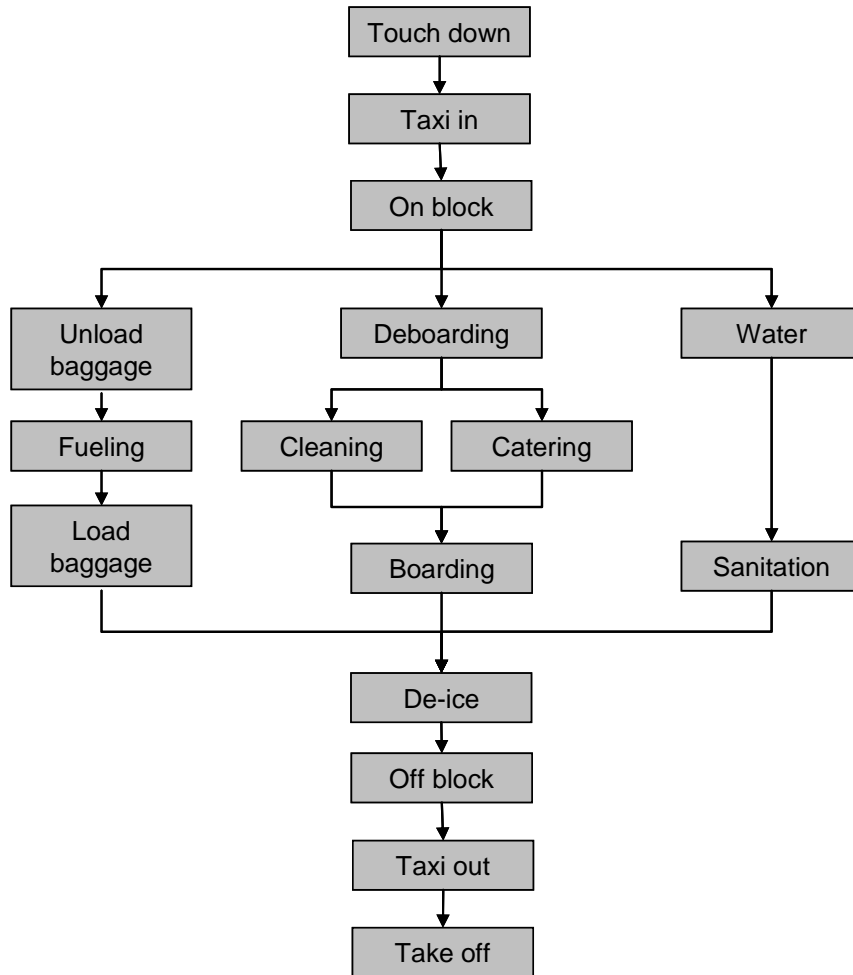 Touch down
Taxi in
On block
Unload
baggage
Deboarding
Water
Fueling
Cleaning
Catering
Load
baggage
Boarding
Sanitation
De-ice
Off block
Taxi out
Take off